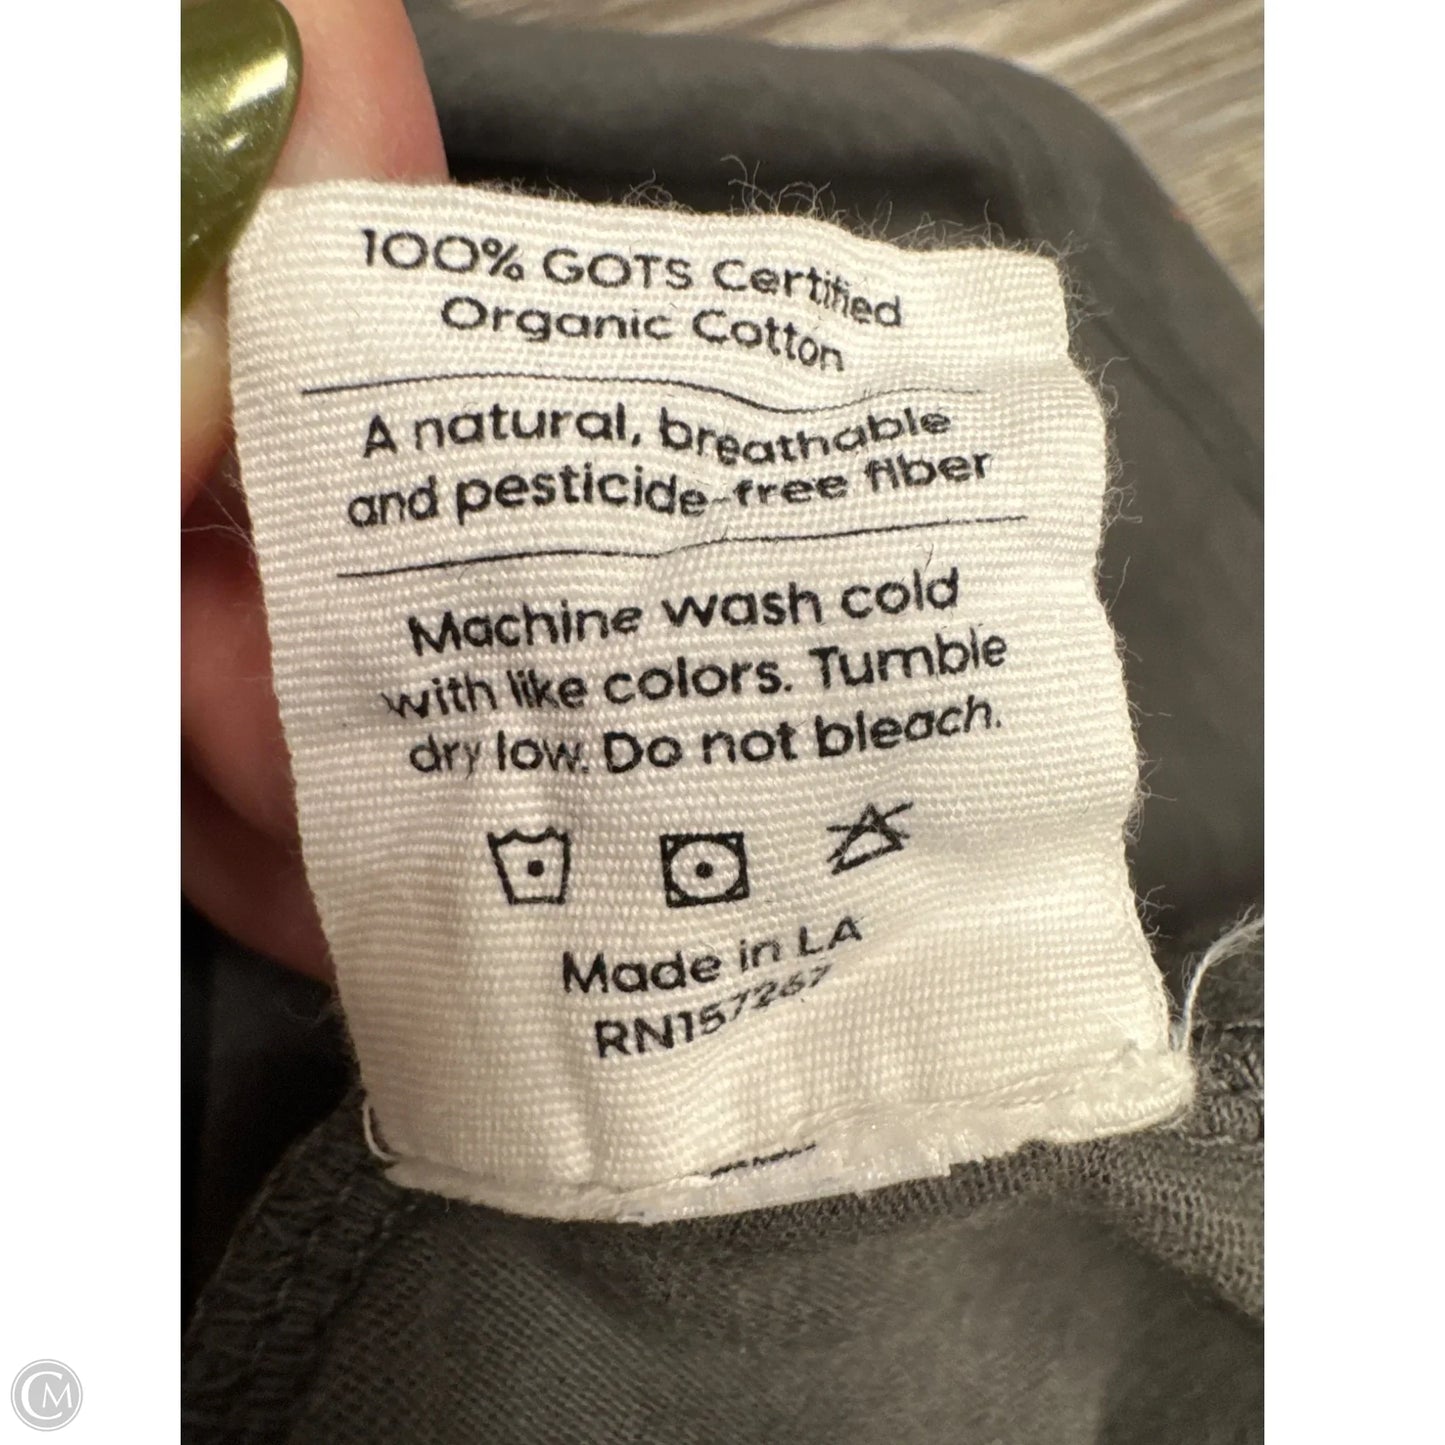 100% GOTS Certified
Organic Cotton
A natural, breathable
and pesticide-free fiber
Machine wash cold
with like colors. Tumble
dry low. Do not bleach.
Made in LA
RN157267
CM